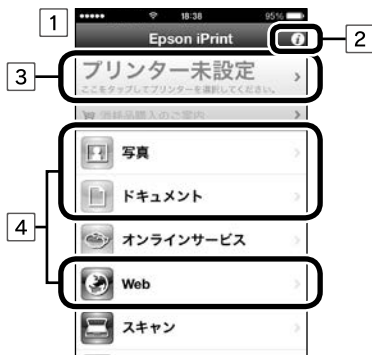 1
18:38
95%
Epson iPrint
2
3
プリンター未設定
ここをタップしてプリンターを選択してください。
消耗品購入のご案内
4
写真
ドキュメント
オンラインサービス
Web
スキャン